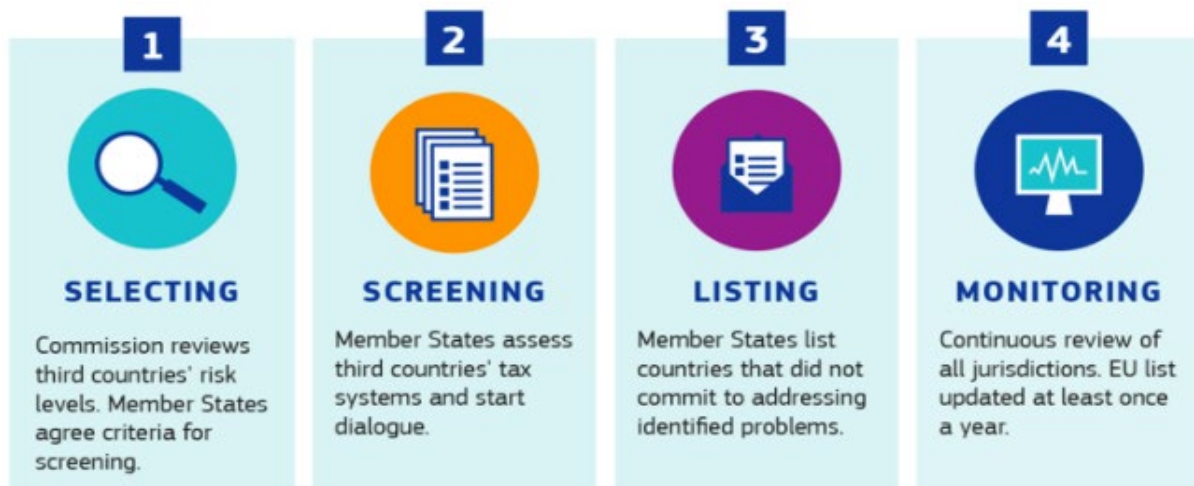 1
SELECTING
Commission reviews
third countries' risk
levels. Member States
agree criteria for
screening.
2
SCREENING
Member States assess
third countries' tax
systems and start
dialogue.
3
LISTING
Member States list
countries that did not
commit to addressing
identified problems.
4
MONITORING
Continuous review of
all jurisdictions. EU list
updated at least once
a year.